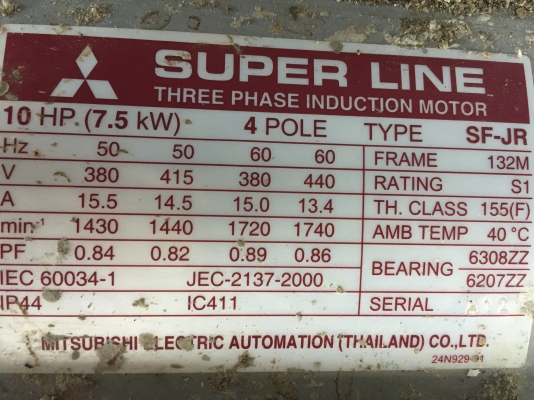 SUPER LINE
THREE PHASE INDUCTION MOTOR
10 HP (7.5 kW) 4 POLE TYPE SF-JR
Hz 50 50 60 60 FRAME 132M
V 380 415 380 440 RATING S1
A 15.5 14.5 15.0 13.4 TH. CLASS 155(F)
min-1 1430 1440 1720 1740 AMB TEMP 40 °C
PF 0.84 0.82 0.89 0.86 BEARING 6308ZZ
6207ZZ
IEC 60034-1 JEC-2137-2000
IP44 IC411 SERIAL
MITSUBISHI ELECTRIC AUTOMATION (THAILAND) CO.,LTD.